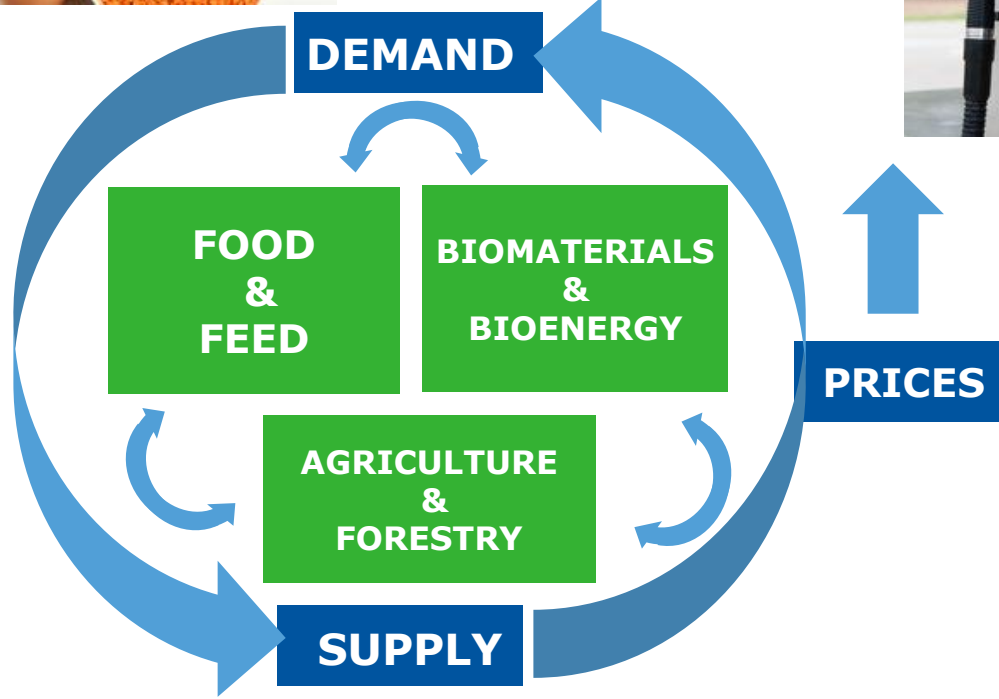 DEMAND
FOOD
&
FEED
BIOMATERIALS
&
BIOENERGY
PRICES
AGRICULTURE
&
FORESTRY
SUPPLY